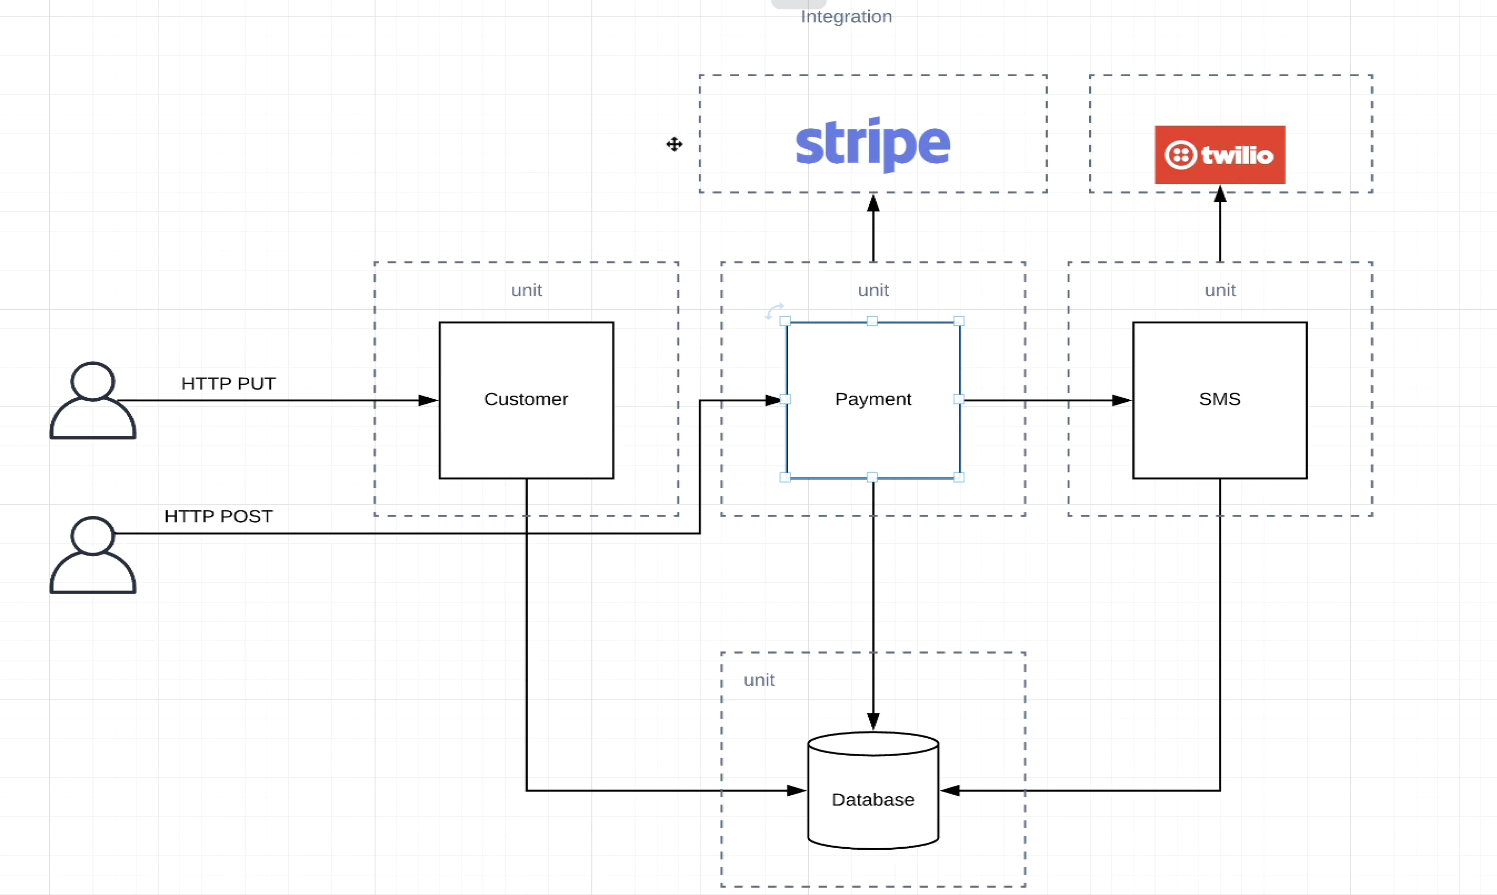 Integration
stripe
twilio
unit
unit
unit
HTTP PUT
Customer
Payment
SMS
HTTP POST
unit
Database